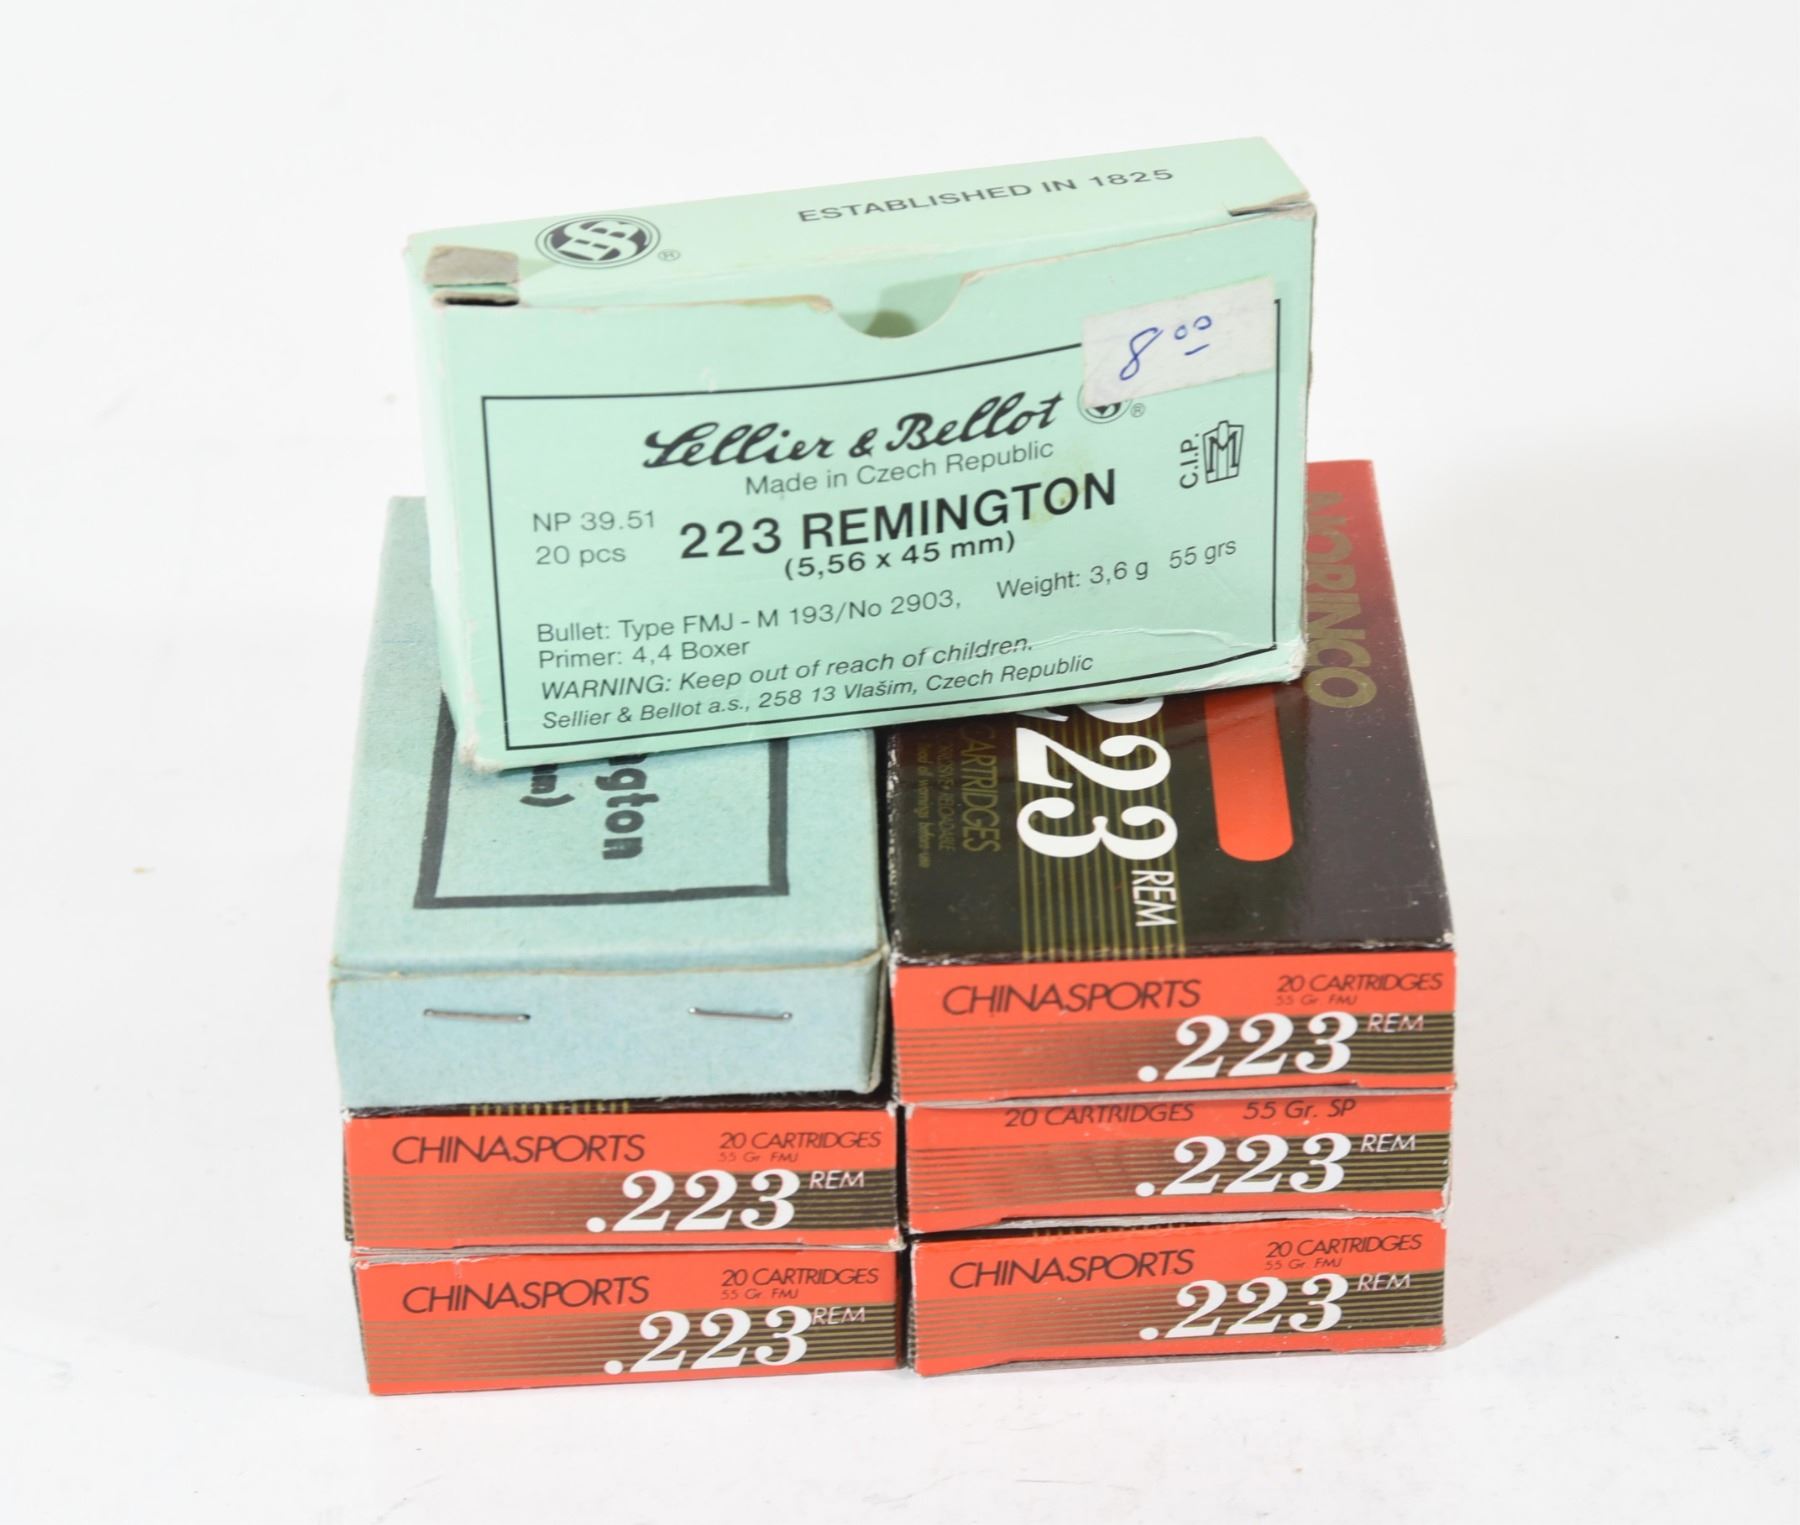 ESTABLISHED IN 1825
®
8 00
Sellier & Bellot ®
Made in Czech Republic
C.I.P.
NP 39.51
20 pcs
223 REMINGTON
(5,56 x 45 mm)
Bullet: Type FMJ - M 193/No 2903, Weight: 3,6 g 55 grs
Primer: 4,4 Boxer
WARNING: Keep out of reach of children.
Sellier & Bellot a.s., 258 13 Vlašim, Czech Republic
NORINCO
223 REM
CARTRIDGES
CHINASPORTS
20 CARTRIDGES
55 Gr. FMJ
.223 REM
CHINASPORTS
20 CARTRIDGES
55 Gr. FMJ
.223 REM
20 CARTRIDGES 55 Gr. SP
.223 REM
CHINASPORTS
20 CARTRIDGES
55 Gr. FMJ
.223 REM
CHINASPORTS
20 CARTRIDGES
55 Gr. FMJ
.223 REM